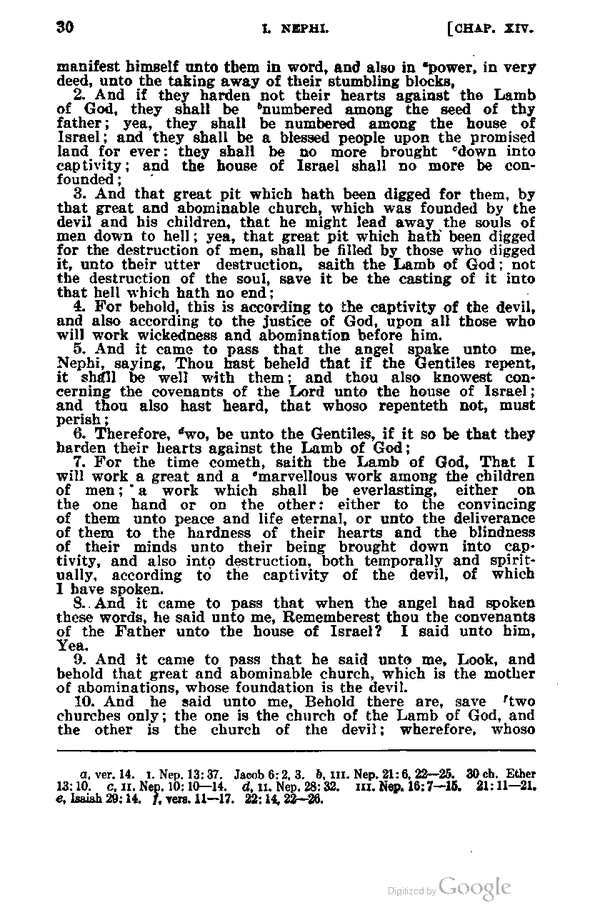 30 I. NEPHI. [CHAP. XIV.
manifest himself unto them in word, and also in ᵃpower, in very
deed, unto the taking away of their stumbling blocks,
2. And if they harden not their hearts against the Lamb
of God, they shall be ᵇnumbered among the seed of thy
father; yea, they shall be numbered among the house of
Israel; and they shall be a blessed people upon the promised
land for ever: they shall be no more brought ᶜdown into
captivity; and the house of Israel shall no more be con-
founded;
3. And that great pit which hath been digged for them, by
that great and abominable church, which was founded by the
devil and his children, that he might lead away the souls of
men down to hell; yea, that great pit which hath been digged
for the destruction of men, shall be filled by those who digged
it, unto their utter destruction, saith the Lamb of God; not
the destruction of the soul, save it be the casting of it into
that hell which hath no end;
4. For behold, this is according to the captivity of the devil,
and also according to the justice of God, upon all those who
will work wickedness and abomination before him.
5. And it came to pass that the angel spake unto me,
Nephi, saying, Thou hast beheld that if the Gentiles repent,
it shall be well with them; and thou also knowest con-
cerning the covenants of the Lord unto the house of Israel;
and thou also hast heard, that whoso repenteth not, must
perish;
6. Therefore, ᵈwo, be unto the Gentiles, if it so be that they
harden their hearts against the Lamb of God;
7. For the time cometh, saith the Lamb of God, That I
will work a great and a ᵉmarvellous work among the children
of men; a work which shall be everlasting, either on
the one hand or on the other: either to the convincing
of them unto peace and life eternal, or unto the deliverance
of them to the hardness of their hearts and the blindness
of their minds unto their being brought down into cap-
tivity, and also into destruction, both temporally and spirit-
ually, according to the captivity of the devil, of which
I have spoken.
8. And it came to pass that when the angel had spoken
these words, he said unto me, Rememberest thou the convenants
of the Father unto the house of Israel? I said unto him,
Yea.
9. And it came to pass that he said unto me, Look, and
behold that great and abominable church, which is the mother
of abominations, whose foundation is the devil.
10. And he said unto me, Behold there are, save ᶠtwo
churches only; the one is the church of the Lamb of God, and
the other is the church of the devil; wherefore, whoso
a, ver. 14. I. Nep. 13: 37. Jacob 6: 2, 3. b, III. Nep. 21: 6, 22—25. 30 ch. Ether
13: 10. c, II. Nep. 10: 10—14. d, II. Nep. 28: 32. III. Nep. 16: 7—15. 21: 11—21.
e, Isaiah 29: 14. f, vers. 11—17. 22: 14, 22—26.
Digitized by Google